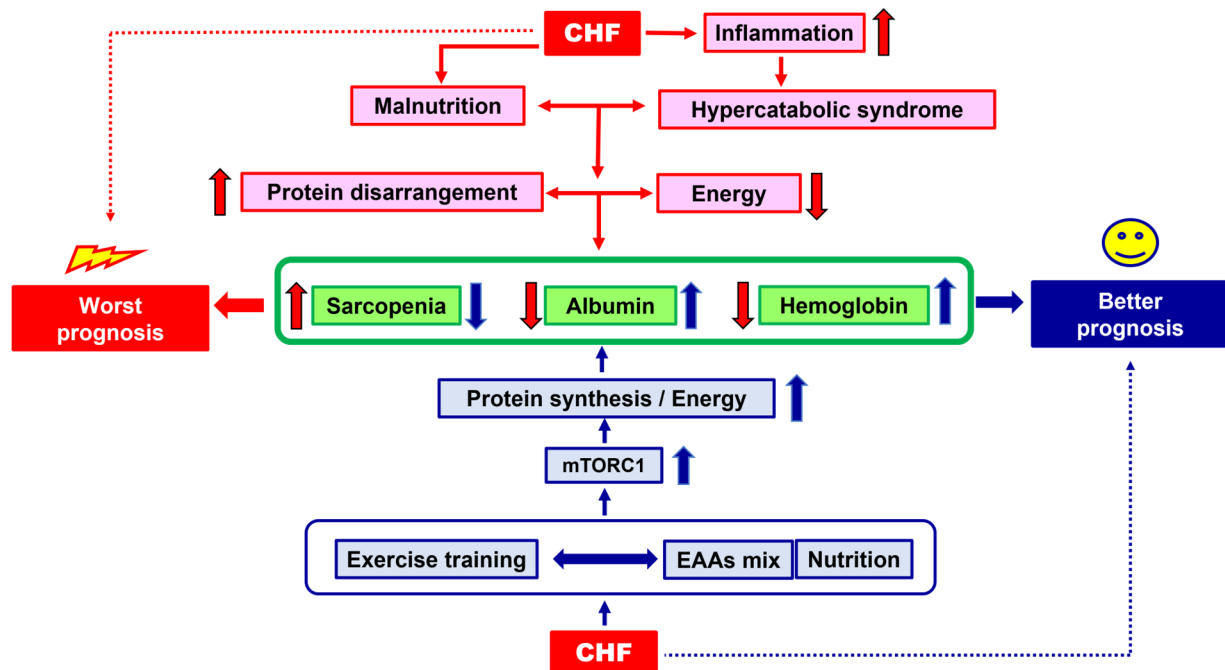 CHF
Inflammation
Malnutrition
Hypercatabolic syndrome
Protein disarrangement
Energy
Worst
prognosis
Sarcopenia
Albumin
Hemoglobin
Better
prognosis
Protein synthesis / Energy
mTORC1
Exercise training
EAAs mix
Nutrition
CHF